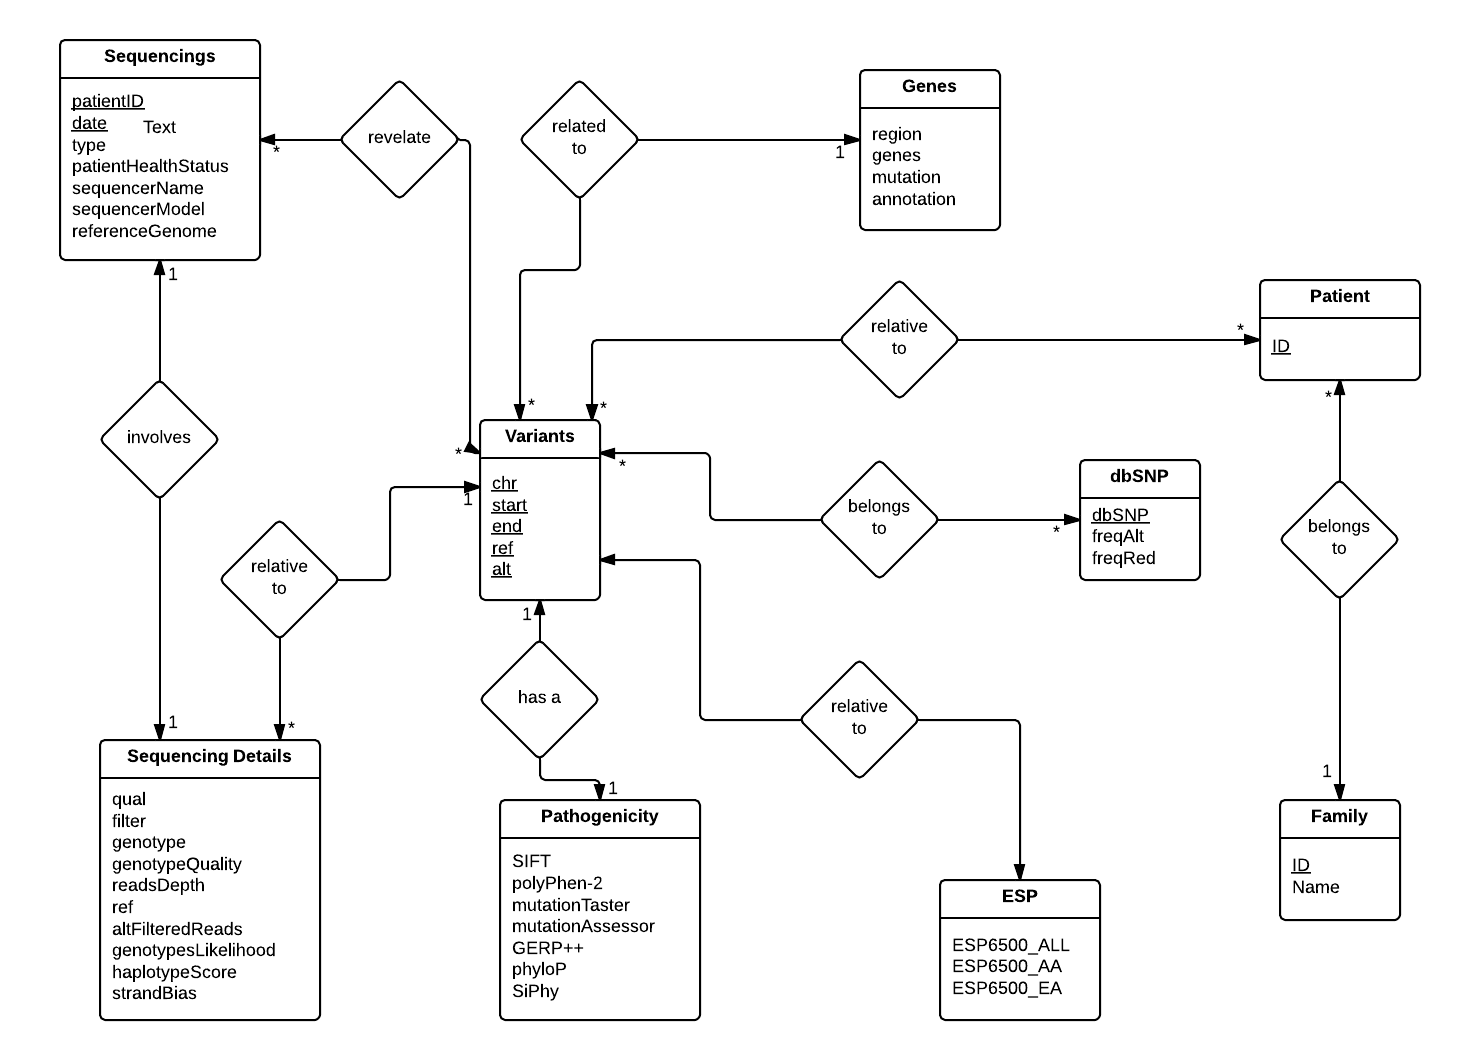 Sequencings
patientID
date Text
type
patientHealthStatus
sequencerName
sequencerModel
referenceGenome
revelate
*
related
to
Genes
1
region
genes
mutation
annotation
1
relative
to
*
Patient
ID
*
*
*
involves
*
Variants
chr
start
end
ref
alt
1
*
belongs
to
*
dbSNP
dbSNP
freqAlt
freqRed
belongs
to
relative
to
1
has a
relative
to
1
*
Sequencing Details
qual
filter
genotype
genotypeQuality
readsDepth
ref
altFilteredReads
genotypesLikelihood
haplotypeScore
strandBias
1
Pathogenicity
SIFT
polyPhen-2
mutationTaster
mutationAssessor
GERP++
phyloP
SiPhy
ESP
ESP6500_ALL
ESP6500_AA
ESP6500_EA
1
Family
ID
Name